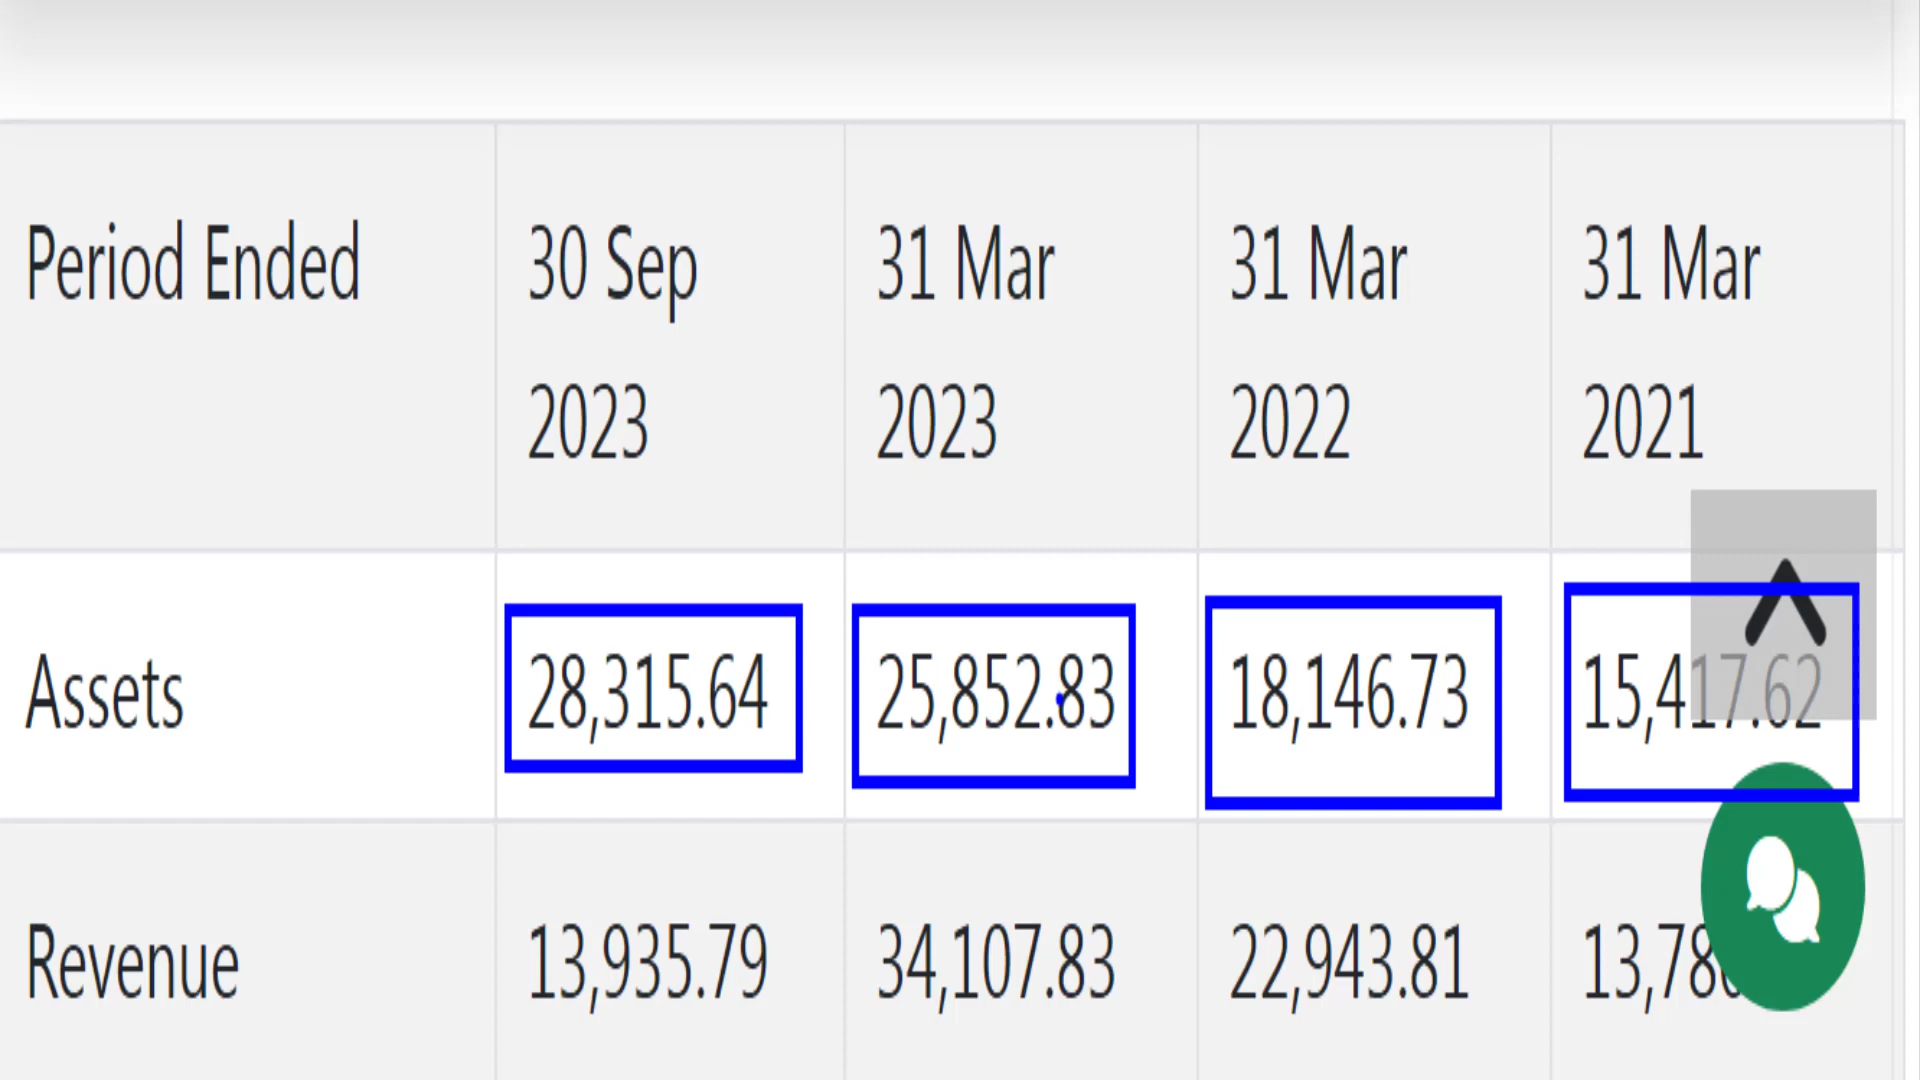 Period Ended 30 Sep 2023 31 Mar 2023 31 Mar 2022 31 Mar 2021
Assets 28,315.64 25,852.83 18,146.73 15,417.62
Revenue 13,935.79 34,107.83 22,943.81